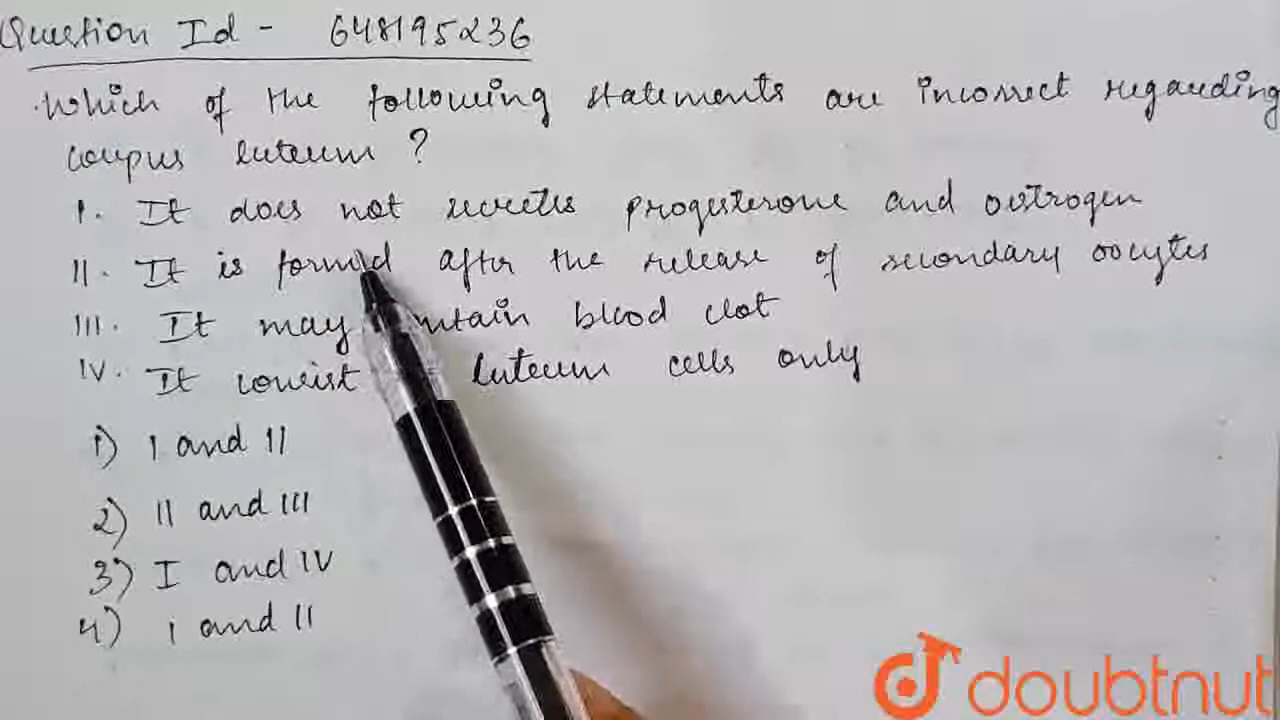 Question Id - 648195236
Which of the following statements are incorrect regarding
corpus luteum ?
I. It does not secretes progesterone and oestrogen
II. It is formed after the release of secondary oocytes
III. It may contain blood clot
IV. It consist luteum cells only
1) I and II
2) II and III
3) I and IV
4) I and II
doubtnut